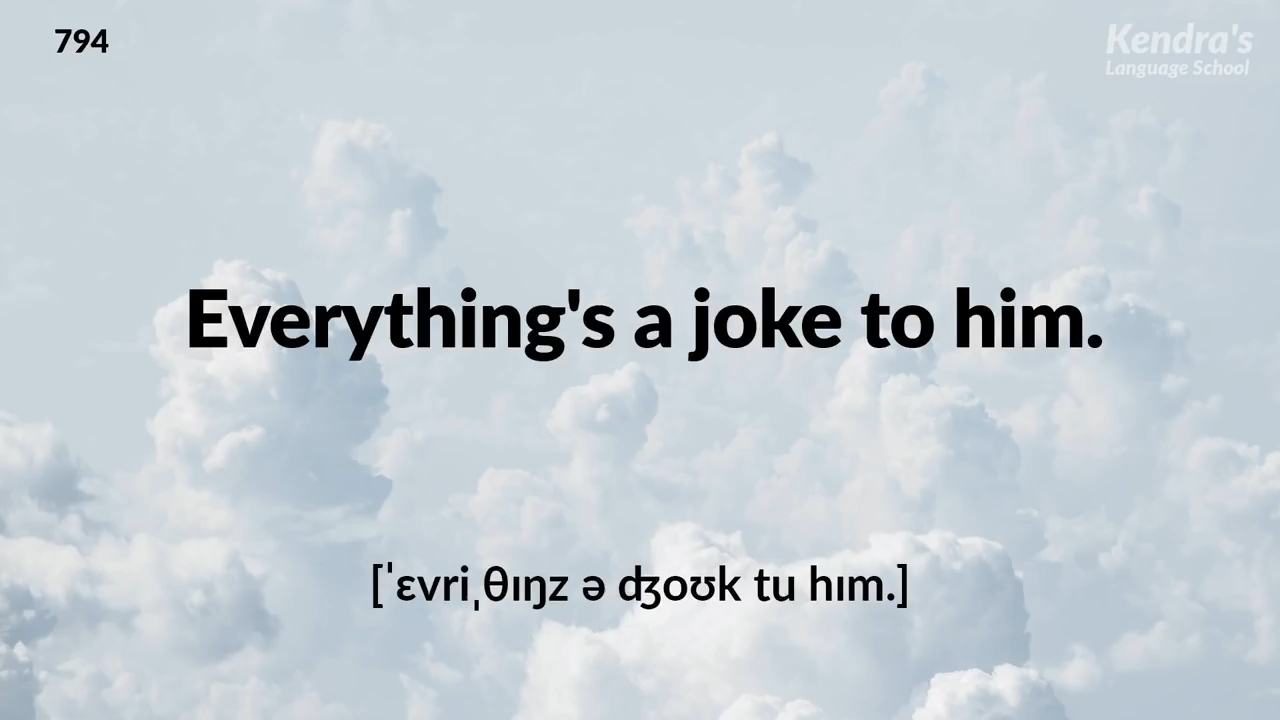 794
Kendra's
Language School
Everything's a joke to him.
[ˈɛvriˌθɪŋz ə ʤoʊk tu hɪm.]